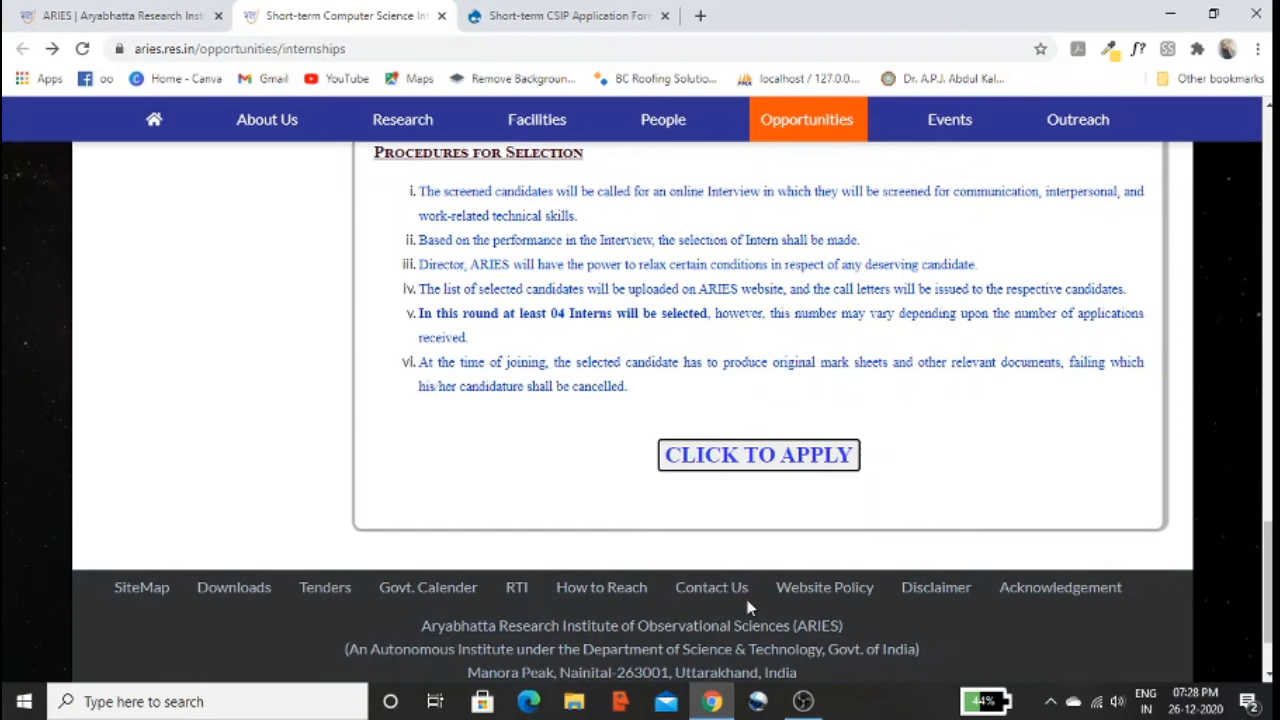 ARIES | Aryabhatta Research Inst
Short-term Computer Science Int
Short-term CSIP Application Form
aries.res.in/opportunities/internships
f?
SS
Apps
oo
Home - Canva
Gmail
YouTube
Maps
Remove Backgroun...
BC Roofing Solutio...
localhost / 127.0.0....
Dr. A.P.J. Abdul Kal...
Other bookmarks
About Us
Research
Facilities
People
Opportunities
Events
Outreach
PROCEDURES FOR SELECTION
i. The screened candidates will be called for an online Interview in which they will be screened for communication, interpersonal, and
work-related technical skills.
ii. Based on the performance in the Interview, the selection of Intern shall be made.
iii. Director, ARIES will have the power to relax certain conditions in respect of any deserving candidate.
iv. The list of selected candidates will be uploaded on ARIES website, and the call letters will be issued to the respective candidates.
v. In this round at least 04 Interns will be selected, however, this number may vary depending upon the number of applications
received.
vi. At the time of joining, the selected candidate has to produce original mark sheets and other relevant documents, failing which
his/her candidature shall be cancelled.
CLICK TO APPLY
SiteMap
Downloads
Tenders
Govt. Calender
RTI
How to Reach
Contact Us
Website Policy
Disclaimer
Acknowledgement
Aryabhatta Research Institute of Observational Sciences (ARIES)
(An Autonomous Institute under the Department of Science & Technology, Govt. of India)
Manora Peak, Nainital-263001, Uttarakhand, India
Type here to search
44%
ENG
IN
07:28 PM
26-12-2020
2